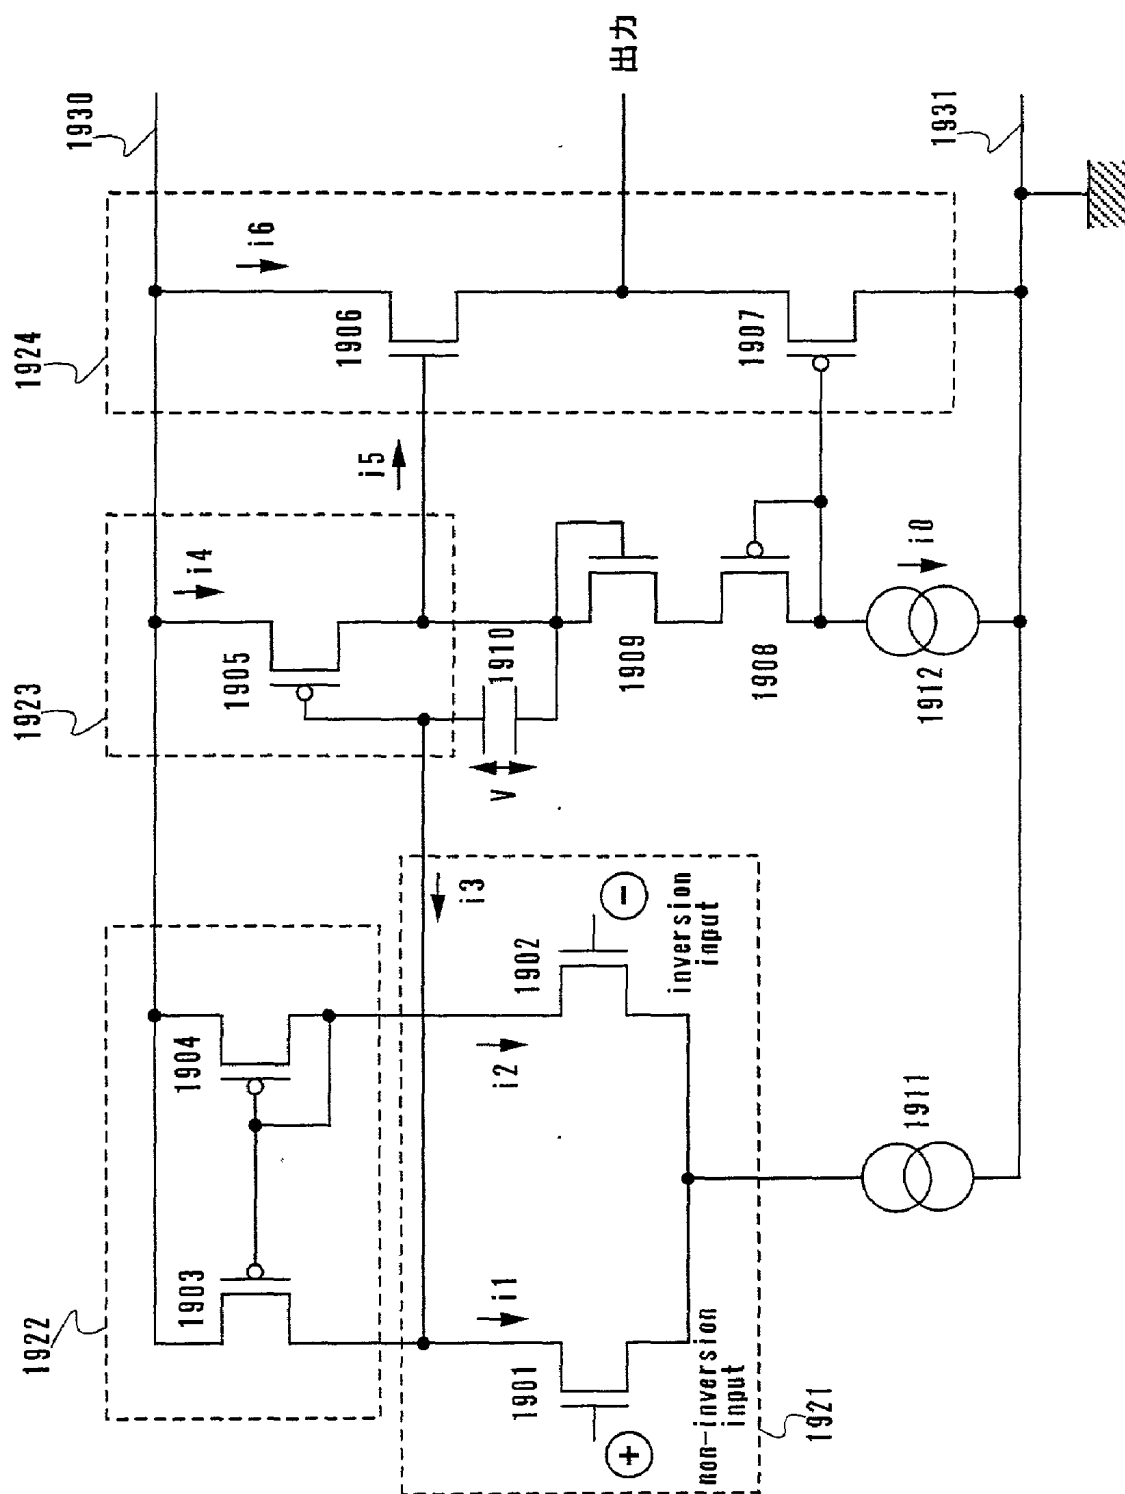 1930
出力
1931
1924
i6
1906
1907
i5
1923
i4
1905
1910
V
1909
1908
1912
i0
i3
1922
1904
1903
i2
1902
inversion
input
i1
1901
non-inversion
input
1911
1921